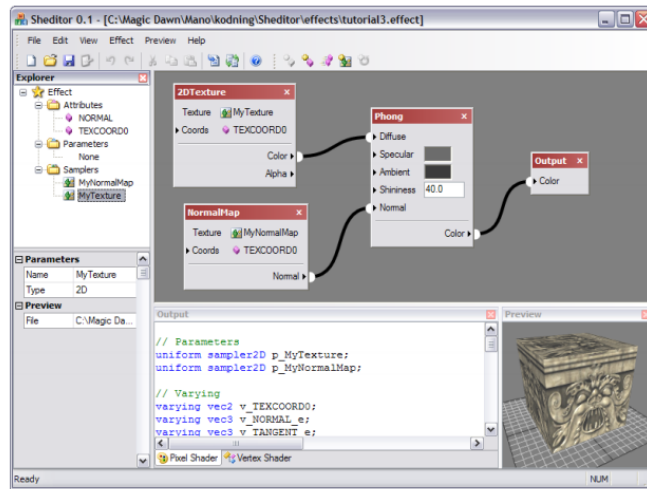 Sheditor 0.1 - [C:\Magic Dawn\Mano\kodning\Sheditor\effects\tutorial3.effect]
File Edit View Effect Preview Help
Explorer
Effect
Attributes
NORMAL
TEXCOORD0
Parameters
None
Samplers
MyNormalMap
MyTexture
Parameters
Name MyTexture
Type 2D
Preview
File C:\Magic Da...
2DTexture
Texture MyTexture
Coords TEXCOORD0
Color
Alpha
NormalMap
Texture MyNormalMap
Coords TEXCOORD0
Normal
Phong
Diffuse
Specular
Ambient
Shininess 40.0
Normal
Color
Output
Color
Output
// Parameters
uniform sampler2D p_MyTexture;
uniform sampler2D p_MyNormalMap;
// Varying
varying vec2 v_TEXCOORD0;
varying vec3 v_NORMAL_e;
varying vec3 v_TANGENT_e;
Pixel Shader Vertex Shader
Preview
Ready NUM